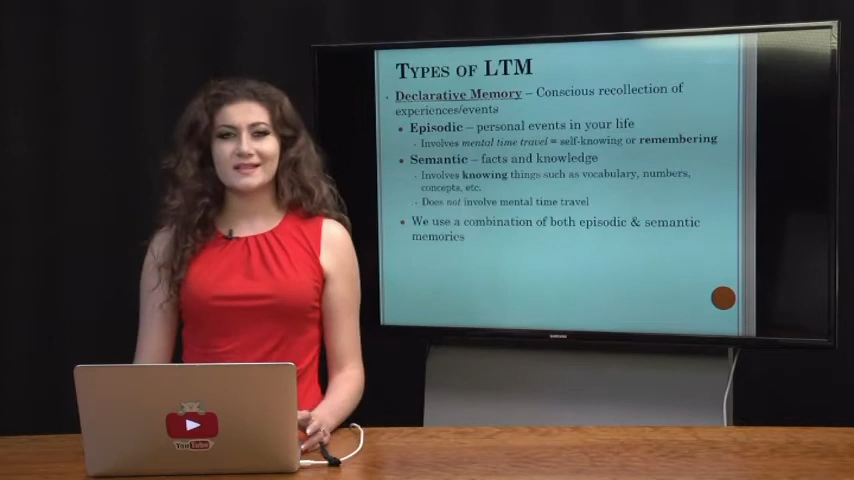 TYPES OF LTM
Declarative Memory – Conscious recollection of
experiences/events
Episodic – personal events in your life
Involves mental time travel = self-knowing or remembering
Semantic – facts and knowledge
Involves knowing things such as vocabulary, numbers,
concepts, etc.
Does not involve mental time travel
We use a combination of both episodic & semantic
memories
SAMSUNG
YouTube